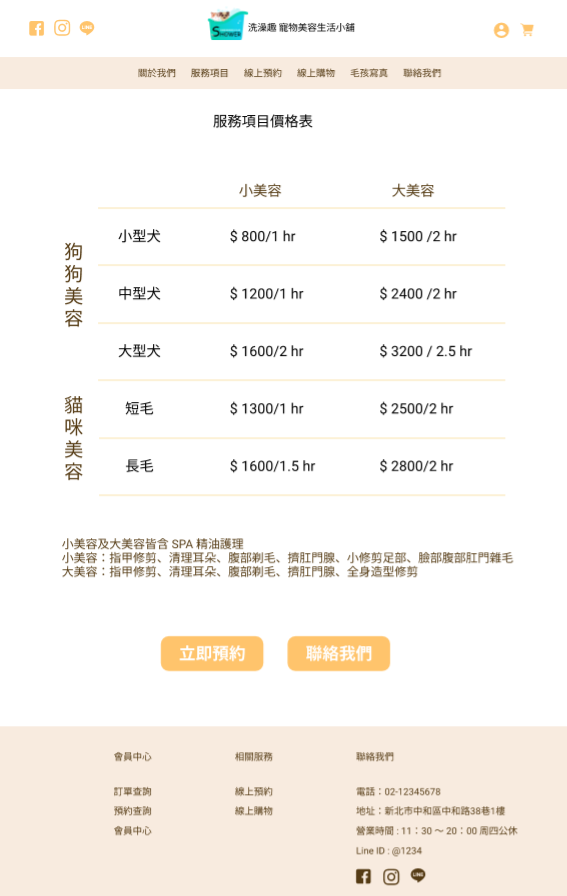 SHOWER 洗澡趣 寵物美容生活小舖
關於我們 服務項目 線上預約 線上購物 毛孩寫真 聯絡我們
服務項目價格表
小美容 大美容
狗狗美容
小型犬 $ 800/1 hr $ 1500 /2 hr
中型犬 $ 1200/1 hr $ 2400 /2 hr
大型犬 $ 1600/2 hr $ 3200 / 2.5 hr
貓咪美容
短毛 $ 1300/1 hr $ 2500/2 hr
長毛 $ 1600/1.5 hr $ 2800/2 hr
小美容及大美容皆含 SPA 精油護理
小美容：指甲修剪、清理耳朵、腹部剃毛、擠肛門腺、小修剪足部、臉部腹部肛門雜毛
大美容：指甲修剪、清理耳朵、腹部剃毛、擠肛門腺、全身造型修剪
立即預約 聯絡我們
會員中心 相關服務 聯絡我們
訂單查詢 線上預約 電話：02-12345678
預約查詢 線上購物 地址：新北市中和區中和路38巷1樓
會員中心 營業時間 : 11：30 ～ 20：00 周四公休
Line ID : @1234